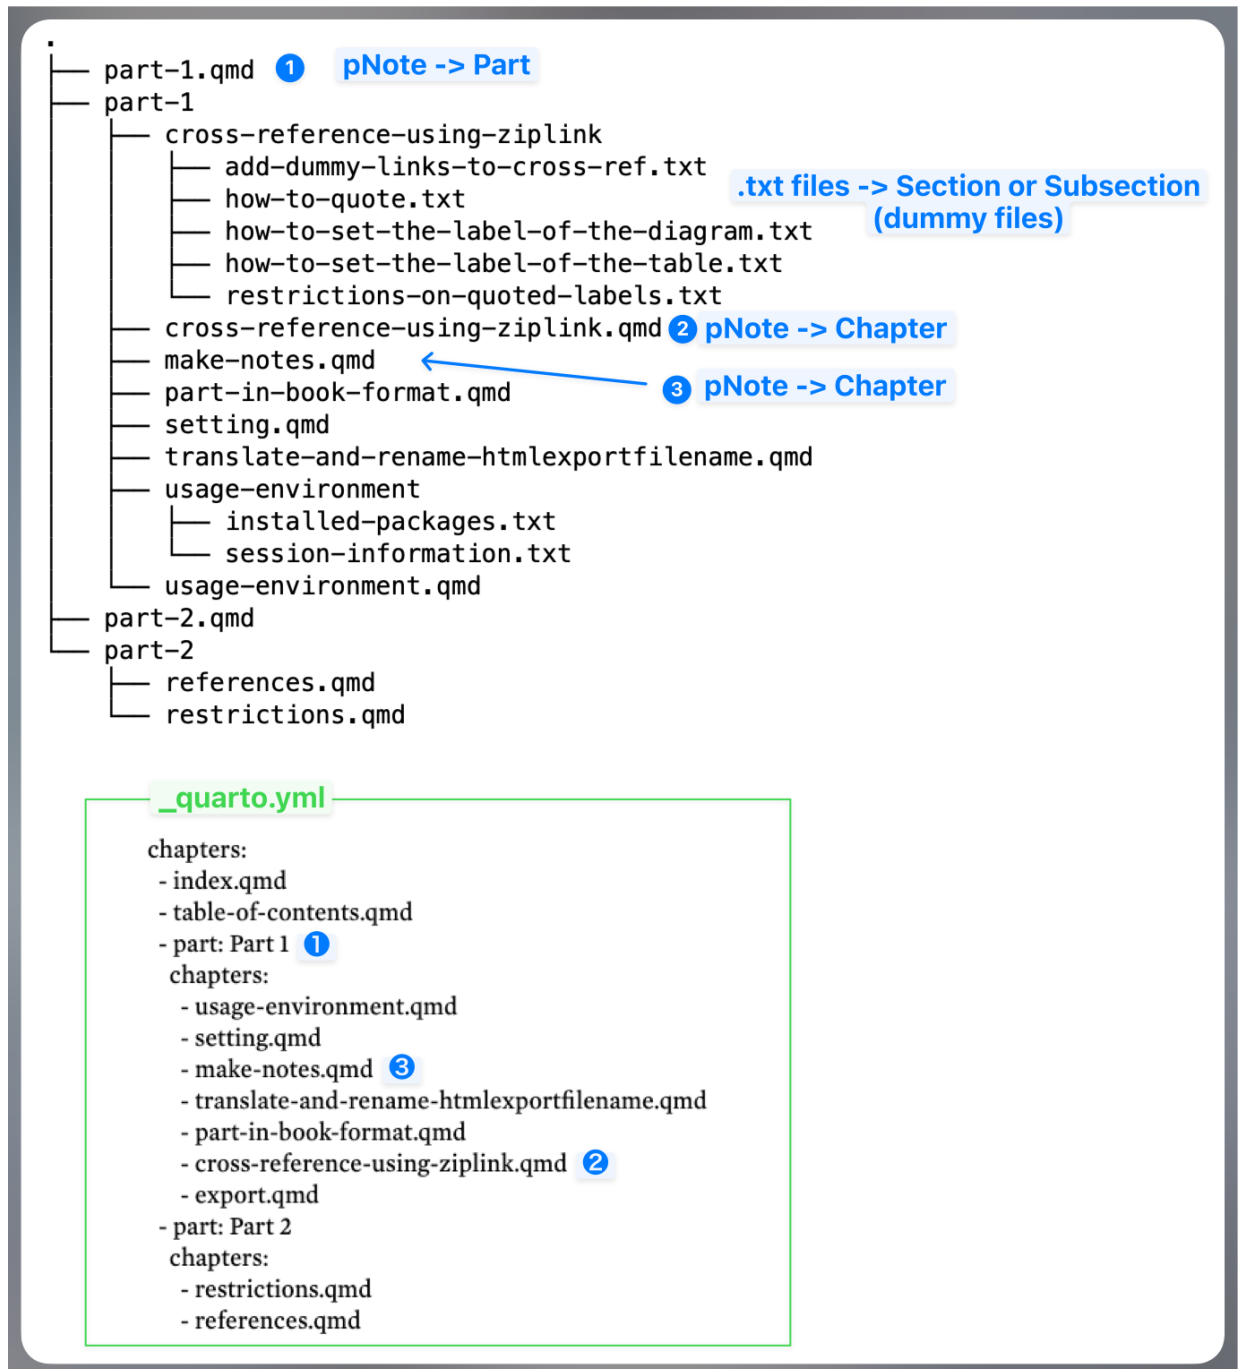 .
├── part-1.qmd ❶ pNote -> Part
├── part-1
│   ├── cross-reference-using-ziplink
│   │   ├── add-dummy-links-to-cross-ref.txt
.txt files -> Section or Subsection
│   │   ├── how-to-quote.txt
(dummy files)
│   │   ├── how-to-set-the-label-of-the-diagram.txt
│   │   ├── how-to-set-the-label-of-the-table.txt
│   │   └── restrictions-on-quoted-labels.txt
│   ├── cross-reference-using-ziplink.qmd ❷ pNote -> Chapter
│   ├── make-notes.qmd
❸ pNote -> Chapter
│   ├── part-in-book-format.qmd
│   ├── setting.qmd
│   ├── translate-and-rename-htmlexportfilename.qmd
│   ├── usage-environment
│   │   ├── installed-packages.txt
│   │   └── session-information.txt
│   └── usage-environment.qmd
├── part-2.qmd
└── part-2
    ├── references.qmd
    └── restrictions.qmd
_quarto.yml
chapters:
- index.qmd
- table-of-contents.qmd
- part: Part 1 ❶
chapters:
- usage-environment.qmd
- setting.qmd
- make-notes.qmd ❸
- translate-and-rename-htmlexportfilename.qmd
- part-in-book-format.qmd
- cross-reference-using-ziplink.qmd ❷
- export.qmd
- part: Part 2
chapters:
- restrictions.qmd
- references.qmd